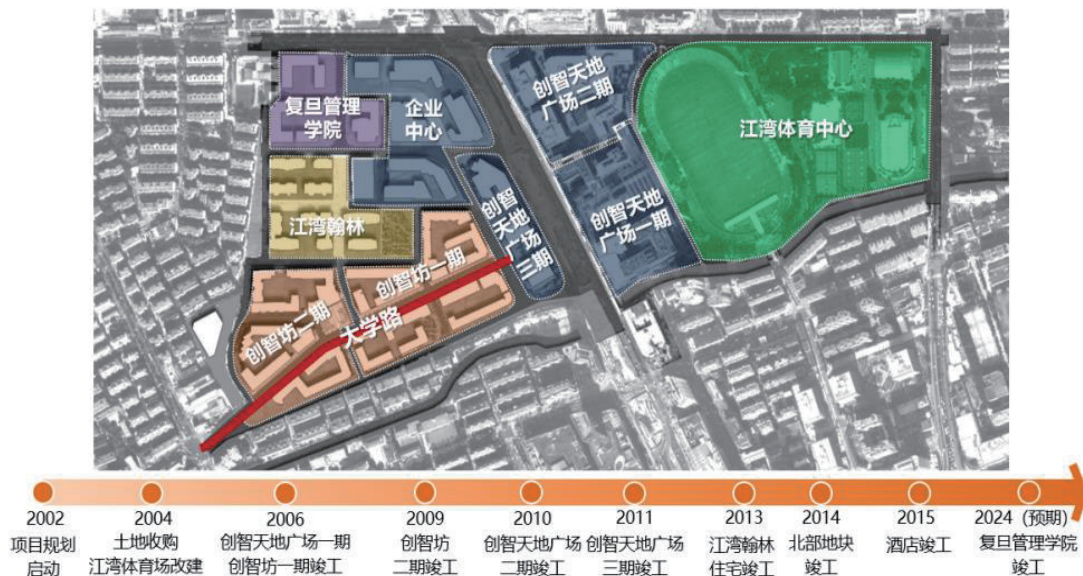 复旦管理
学院
企业
中心
创智天地
广场二期
江湾体育中心
江湾翰林
创智
天地
广场
三期
创智天地
广场一期
创智坊一期
创智坊二期
大学路
2002
项目规划
启动
2004
土地收购
江湾体育场改建
2006
创智天地广场一期
创智坊一期竣工
2009
创智坊
二期竣工
2010
创智天地广场
二期竣工
2011
创智天地广场
三期竣工
2013
江湾翰林
住宅竣工
2014
北部地块
竣工
2015
酒店竣工
2024 (预期)
复旦管理学院
竣工